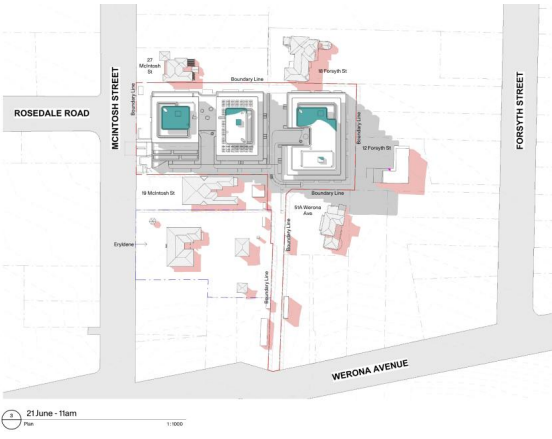 27
McIntosh
St
18 Forsyth St
Boundary Line
MCINTOSH STREET
FORSYTH STREET
ROSEDALE ROAD
Boundary Line
Boundary Line
12 Forsyth St
19 McIntosh St
Boundary Line
51A Werona
Ave
Boundary Line
Eryldene
Boundary Line
WERONA AVENUE
21 June - 11am
Plan
1:1000